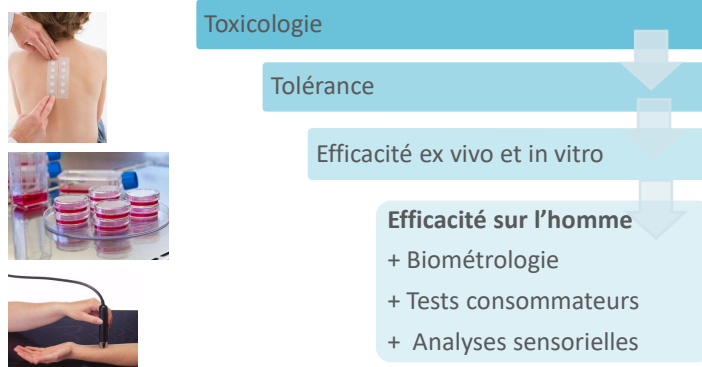 Toxicologie
Tolérance
Efficacité ex vivo et in vitro
Efficacité sur l’homme
+ Biométrologie
+ Tests consommateurs
+ Analyses sensorielles